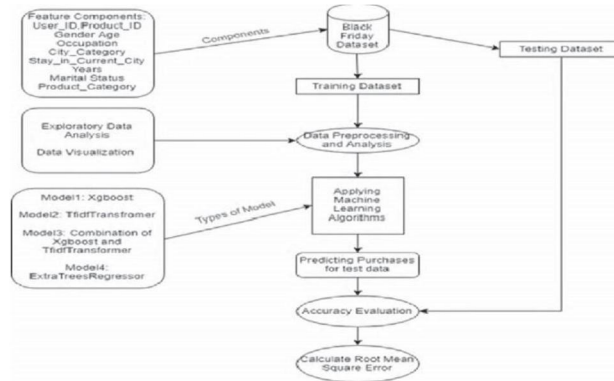 Feature Components:
User_ID,Product_ID
Gender Age
Occupation
City_Category
Stay_in_Current_City
Years
Marital Status
Product_Category
Components
Black
Friday
Dataset
Testing Dataset
Training Dataset
Exploratory Data
Analysis
Data Visualization
Data Preprocessing
and Analysis
Model1: Xgboost
Model2: TfidfTransfromer
Model3: Combination of
Xgboost and
TfidfTransformer
Model4:
ExtraTreesRegressor
Types of Model
Applying
Machine
Learning
Algorithms
Predicting Purchases
for test data
Accuracy Evaluation
Calculate Root Mean
Square Error